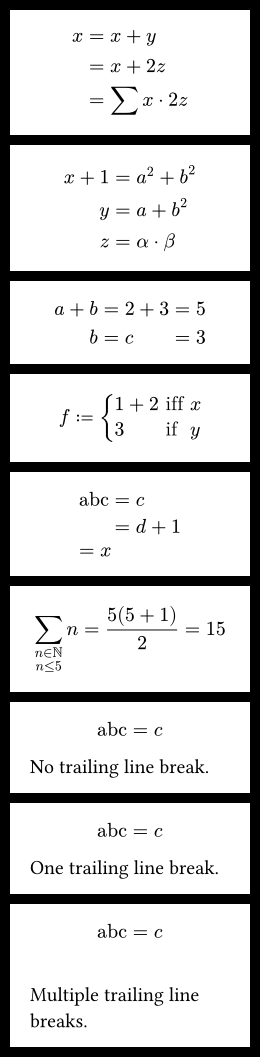 x = x + y
= x + 2z
= ∑ x · 2z
x + 1 = a² + b²
y = a + b²
z = α · β
a + b = 2 + 3 = 5
b = c = 3
f ≔ { 1 + 2 iff x
3 if y
abc = c
= d + 1
= x
∑ n = 5(5 + 1) / 2 = 15
n∈ℕ
n≤5
abc = c
No trailing line break.
abc = c
One trailing line break.
abc = c
Multiple trailing line
breaks.